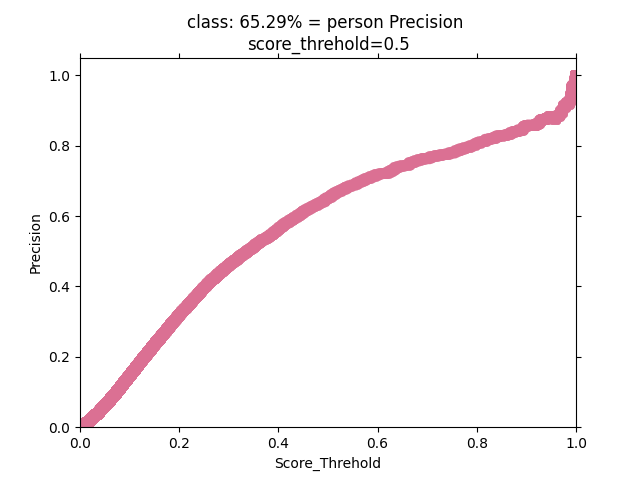 class: 65.29% = person Precision
score_threhold=0.5
1.0
0.8
0.6
0.4
0.2
0.0
Precision
0.0 0.2 0.4 0.6 0.8 1.0
Score_Threhold